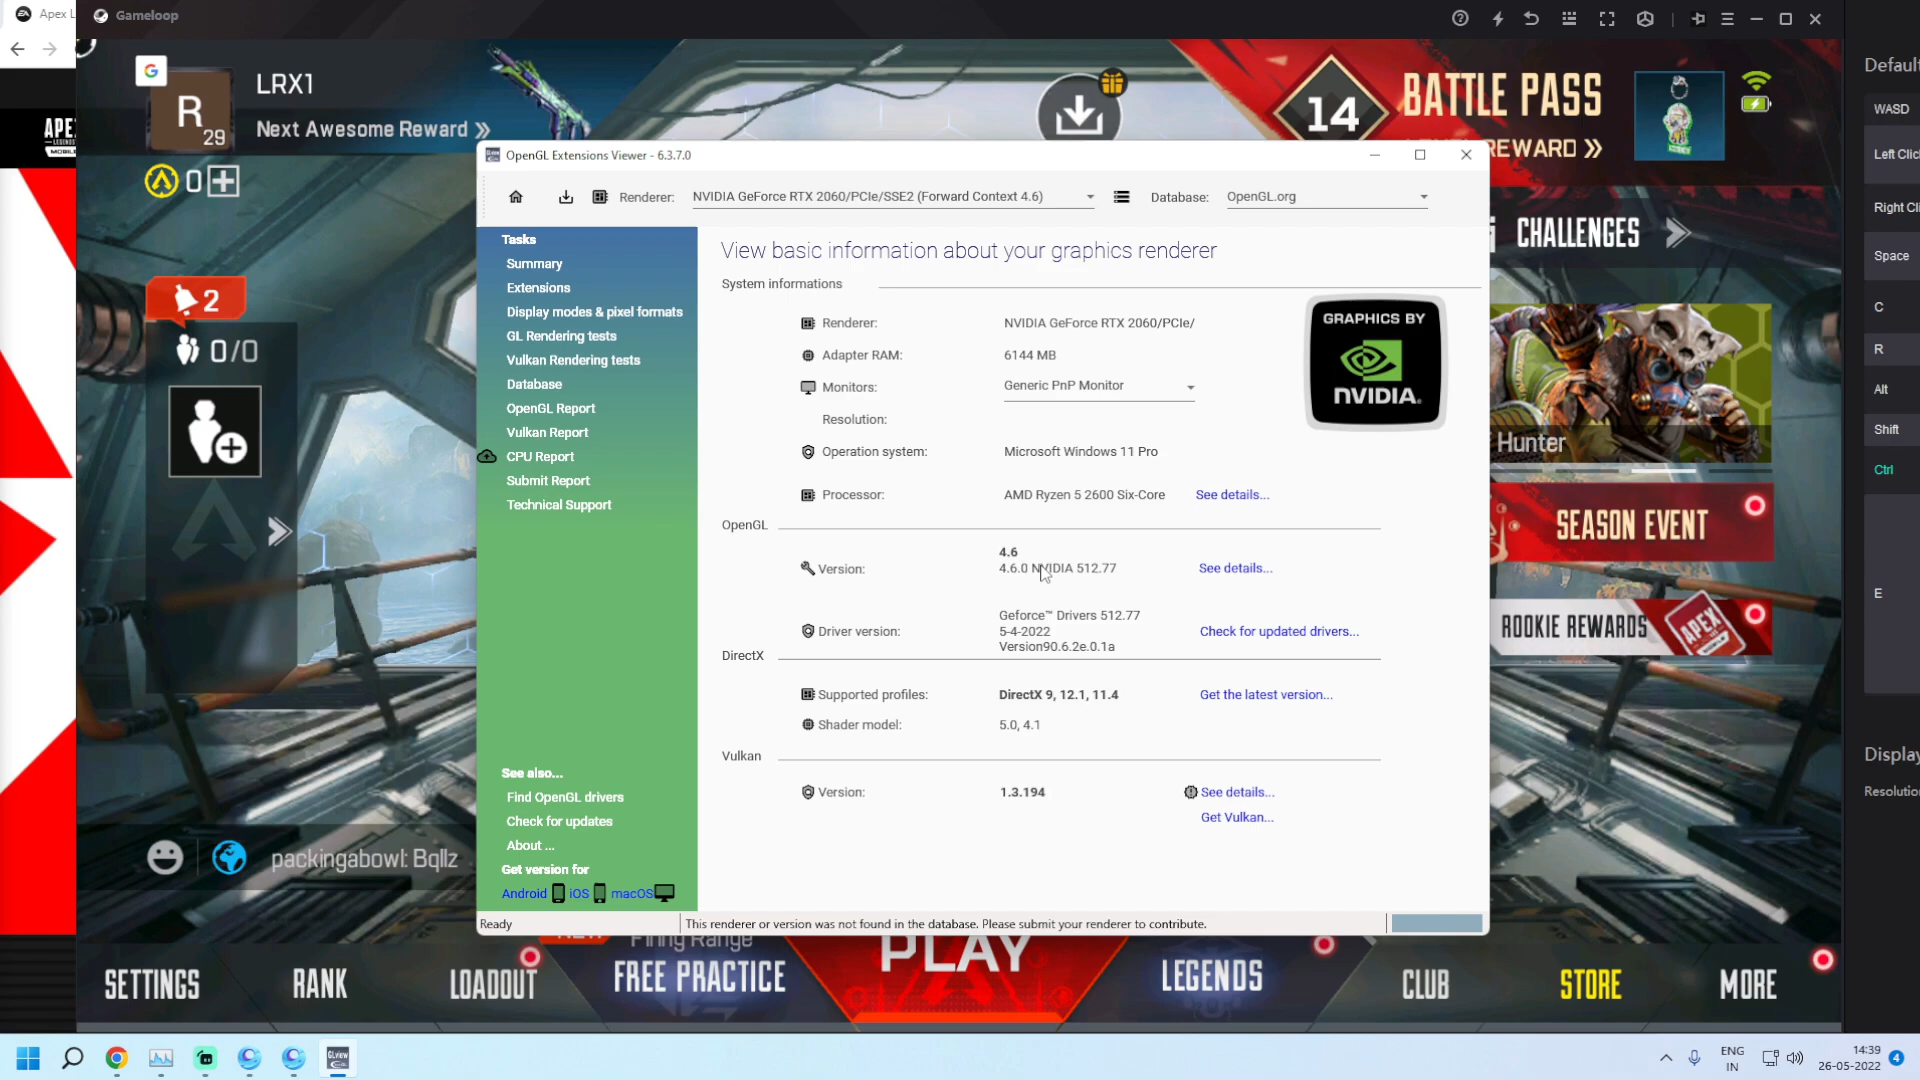 Apex L
Gameloop
LRX1
R
29
Next Awesome Reward
0
BATTLE PASS
14
REWARD
APE
LEGENDS
MOBILE
2
0/0
CHALLENGES
Hunter
SEASON EVENT
ROOKIE REWARDS
APEX
packingabowl: Bqllz
OpenGL Extensions Viewer - 6.3.7.0
Renderer: NVIDIA GeForce RTX 2060/PCIe/SSE2 (Forward Context 4.6)
Database: OpenGL.org
Tasks
Summary
Extensions
Display modes & pixel formats
GL Rendering tests
Vulkan Rendering tests
Database
OpenGL Report
Vulkan Report
CPU Report
Submit Report
Technical Support
See also...
Find OpenGL drivers
Check for updates
About ...
Get version for
Android iOS macOS
View basic information about your graphics renderer
System informations
Renderer: NVIDIA GeForce RTX 2060/PCIe/
Adapter RAM: 6144 MB
Monitors: Generic PnP Monitor
Resolution:
Operation system: Microsoft Windows 11 Pro
Processor: AMD Ryzen 5 2600 Six-Core See details...
GRAPHICS BY
NVIDIA.
OpenGL
4.6
Version: 4.6.0 NVIDIA 512.77 See details...
Geforce™ Drivers 512.77
Driver version: 5-4-2022 Check for updated drivers...
Version90.6.2e.0.1a
DirectX
Supported profiles: DirectX 9, 12.1, 11.4 Get the latest version...
Shader model: 5.0, 4.1
Vulkan
Version: 1.3.194 See details...
Get Vulkan...
Ready
This renderer or version was not found in the database. Please submit your renderer to contribute.
Firing Range
SETTINGS
RANK
LOADOUT
FREE PRACTICE
PLAY
LEGENDS
CLUB
STORE
MORE
Default
WASD
Left Clic
Right Cli
Space
C
R
Alt
Shift
Ctrl
E
Display
Resolution
GLview
ENG
IN
14:39
26-05-2022
4